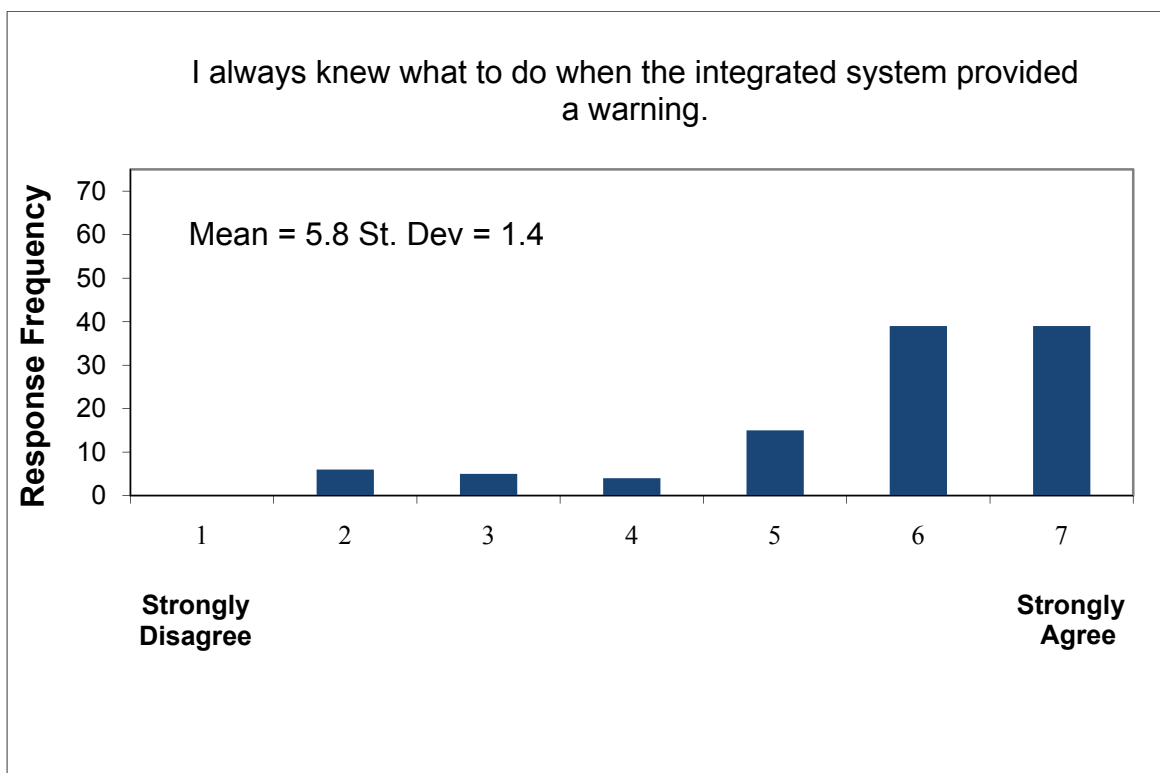 I always knew what to do when the integrated system provided
a warning.
Response Frequency
70
60
50
40
30
20
10
0
Mean = 5.8 St. Dev = 1.4
1 2 3 4 5 6 7
Strongly
Disagree
Strongly
Agree